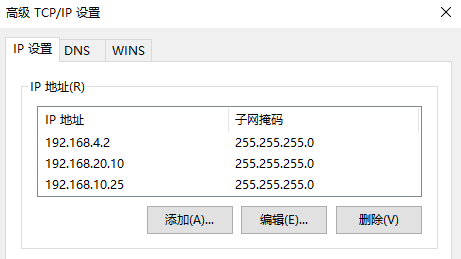 高级 TCP/IP 设置
IP 设置 DNS WINS
IP 地址(R)
IP 地址 子网掩码
192.168.4.2 255.255.255.0
192.168.20.10 255.255.255.0
192.168.10.25 255.255.255.0
添加(A)... 编辑(E)... 删除(V)